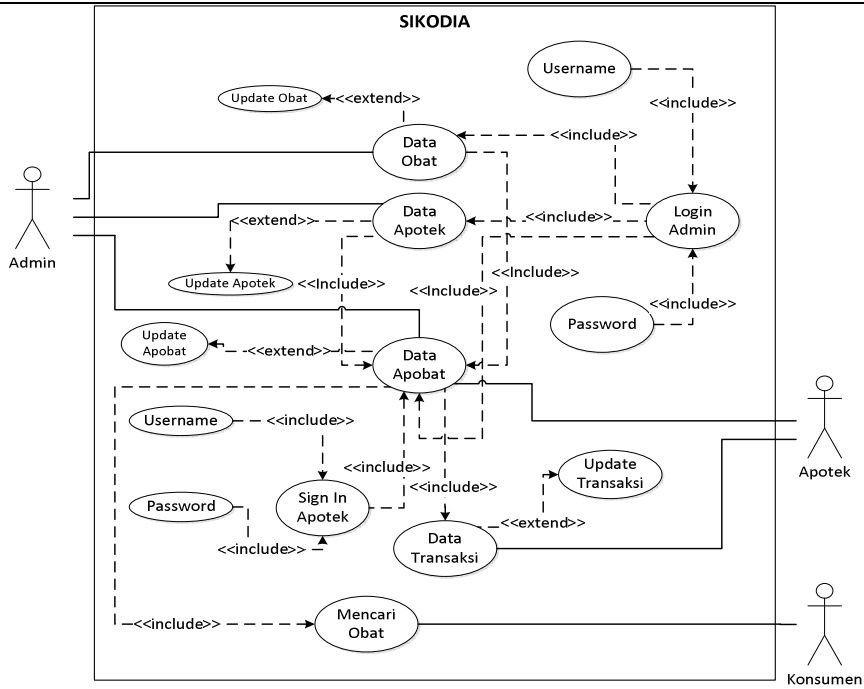 SIKODIA
Username
<<include>>
Update Obat
<<extend>>
Data
Obat
<<include>>
Admin
<<extend>>
Data
Apotek
<<include>>
Login
Admin
Update Apotek
<<Include>>
<<Include>>
<<Include>>
<<include>>
Password
Update
Apobat
<<extend>>
Data
Apobat
Username
<<include>>
Apotek
<<include>>
Update
Transaksi
Password
Sign In
Apotek
<<include>>
<<extend>>
<<include>>
Data
Transaksi
<<include>>
Mencari
Obat
Konsumen